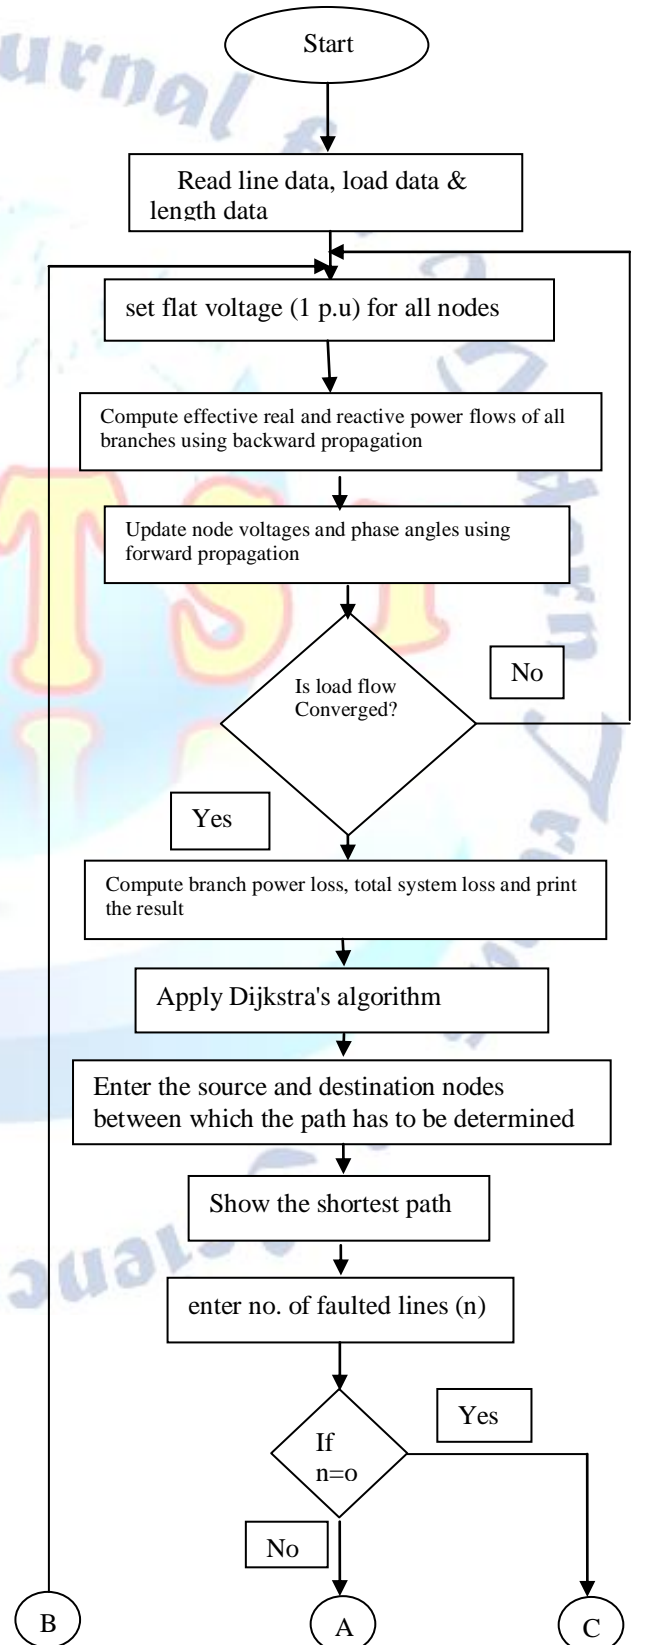 Start
Read line data, load data &
length data
set flat voltage (1 p.u) for all nodes
Compute effective real and reactive power flows of all
branches using backward propagation
Update node voltages and phase angles using
forward propagation
Is load flow
Converged?
No
Yes
Compute branch power loss, total system loss and print
the result
Apply Dijkstra's algorithm
Enter the source and destination nodes
between which the path has to be determined
Show the shortest path
enter no. of faulted lines (n)
Yes
If
n=o
No
B
A
C